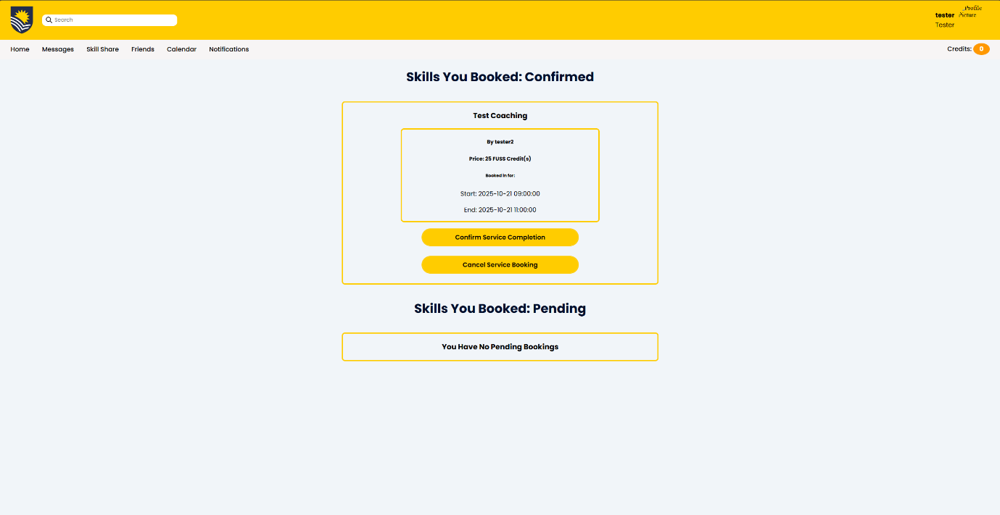 Search
tester
Profile Picture
Tester
Home Messages Skill Share Friends Calendar Notifications Credits: 0
Skills You Booked: Confirmed
Test Coaching
By tester2
Price: 25 FUSS Credit(s)
Booked in for:
Start: 2025-10-21 09:00:00
End: 2025-10-21 11:00:00
Confirm Service Completion
Cancel Service Booking
Skills You Booked: Pending
You Have No Pending Bookings